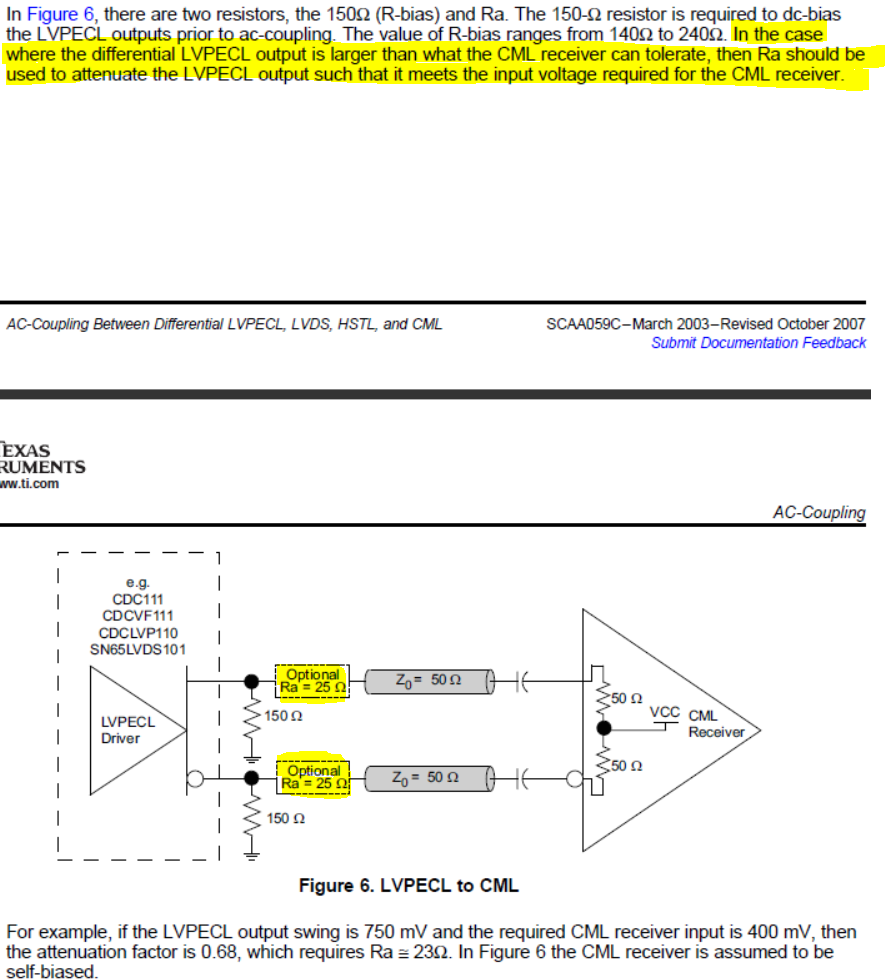 In Figure 6, there are two resistors, the 150Ω (R-bias) and Ra. The 150-Ω resistor is required to dc-bias
the LVPECL outputs prior to ac-coupling. The value of R-bias ranges from 140Ω to 240Ω. In the case
where the differential LVPECL output is larger than what the CML receiver can tolerate, then Ra should be
used to attenuate the LVPECL output such that it meets the input voltage required for the CML receiver.
AC-Coupling Between Differential LVPECL, LVDS, HSTL, and CML
SCAA059C–March 2003–Revised October 2007
Submit Documentation Feedback
EXAS
RUMENTS
ww.ti.com
AC-Coupling
e.g.
CDC111
CDCVF111
CDCLVP110
SN65LVDS101
LVPECL
Driver
Optional
Ra = 25 Ω
Z0 = 50 Ω
150 Ω
Optional
Ra = 25 Ω
Z0 = 50 Ω
150 Ω
50 Ω
VCC
CML
Receiver
50 Ω
Figure 6. LVPECL to CML
For example, if the LVPECL output swing is 750 mV and the required CML receiver input is 400 mV, then
the attenuation factor is 0.68, which requires Ra ≅ 23Ω. In Figure 6 the CML receiver is assumed to be
self-biased.